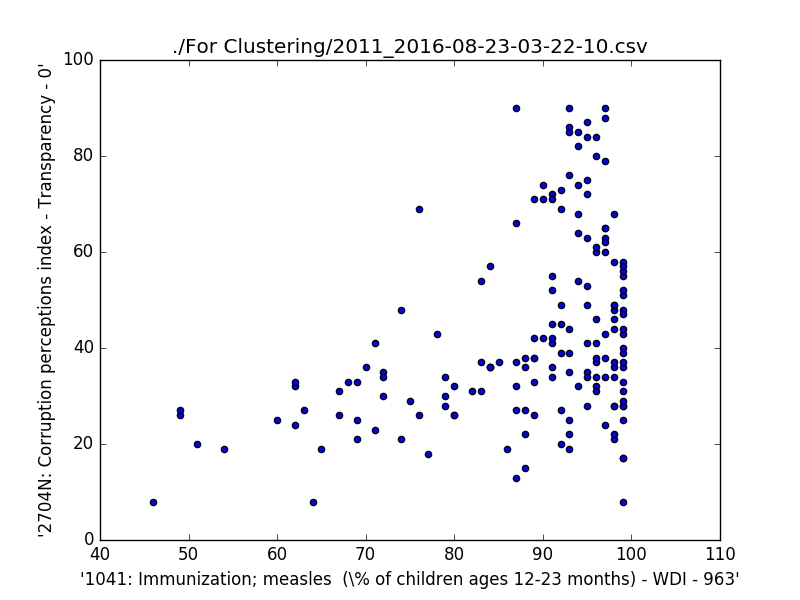 ./For Clustering/2011_2016-08-23-03-22-10.csv
100
80
60
40
20
0
'2704N: Corruption perceptions index - Transparency - 0'
40 50 60 70 80 90 100 110
'1041: Immunization; measles  (\% of children ages 12-23 months) - WDI - 963'